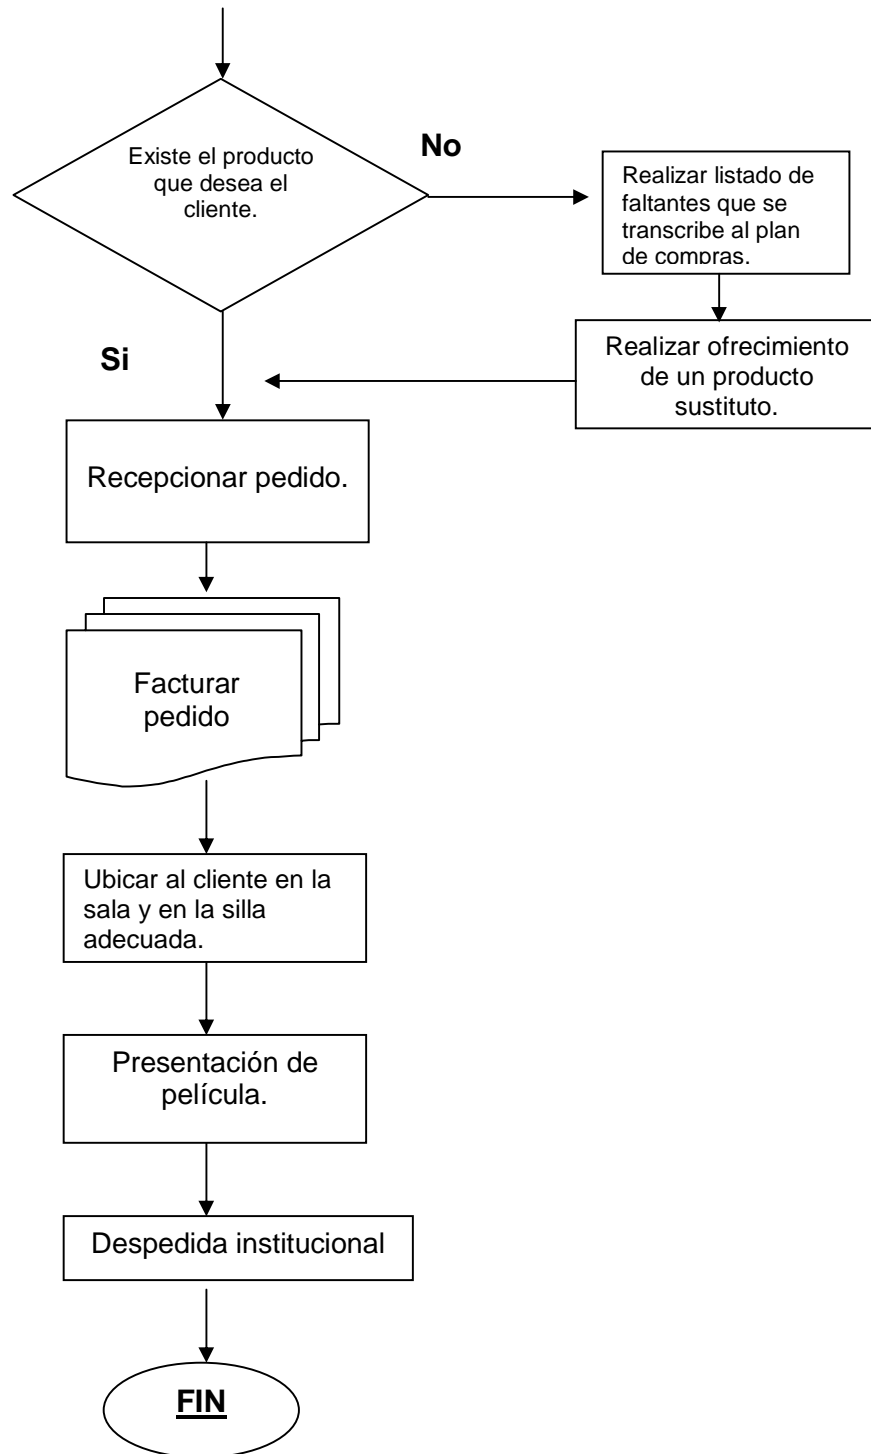 Existe el producto
que desea el
cliente.
No
Realizar listado de
faltantes que se
transcribe al plan
de compras.
Realizar ofrecimiento
de un producto
sustituto.
Si
Recepcionar pedido.
Facturar
pedido
Ubicar al cliente en la
sala y en la silla
adecuada.
Presentación de
película.
Despedida institucional
FIN